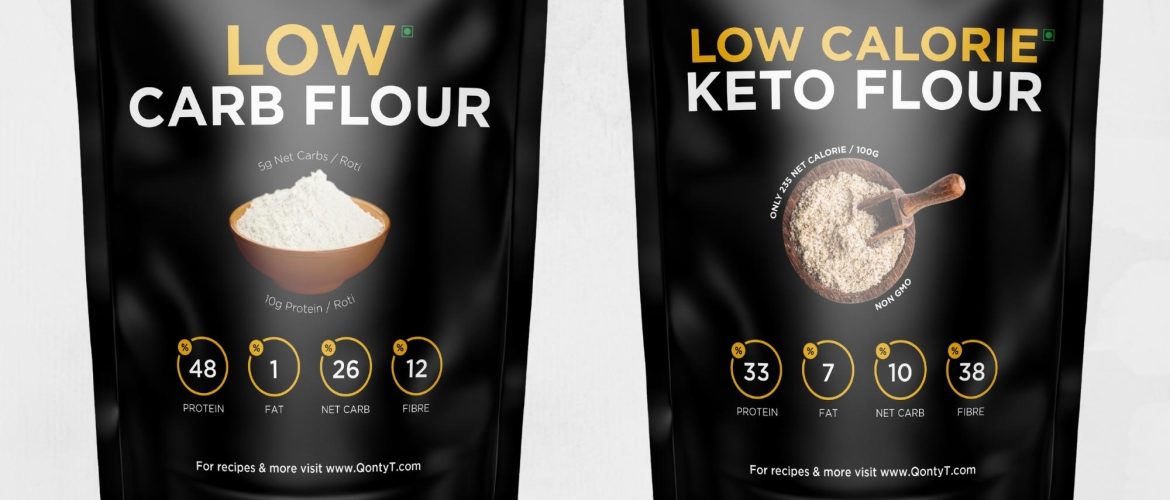 LOW
CARB FLOUR
5g Net Carbs / Roti
10g Protein / Roti
% 48 % 1 % 26 % 12
PROTEIN FAT NET CARB FIBRE
For recipes & more visit www.QontyT.com
LOW CALORIE
KETO FLOUR
ONLY 235 NET CALORIE / 100G
NON GMO
% 33 % 7 % 10 % 38
PROTEIN FAT NET CARB FIBRE
For recipes & more visit www.QontyT.com